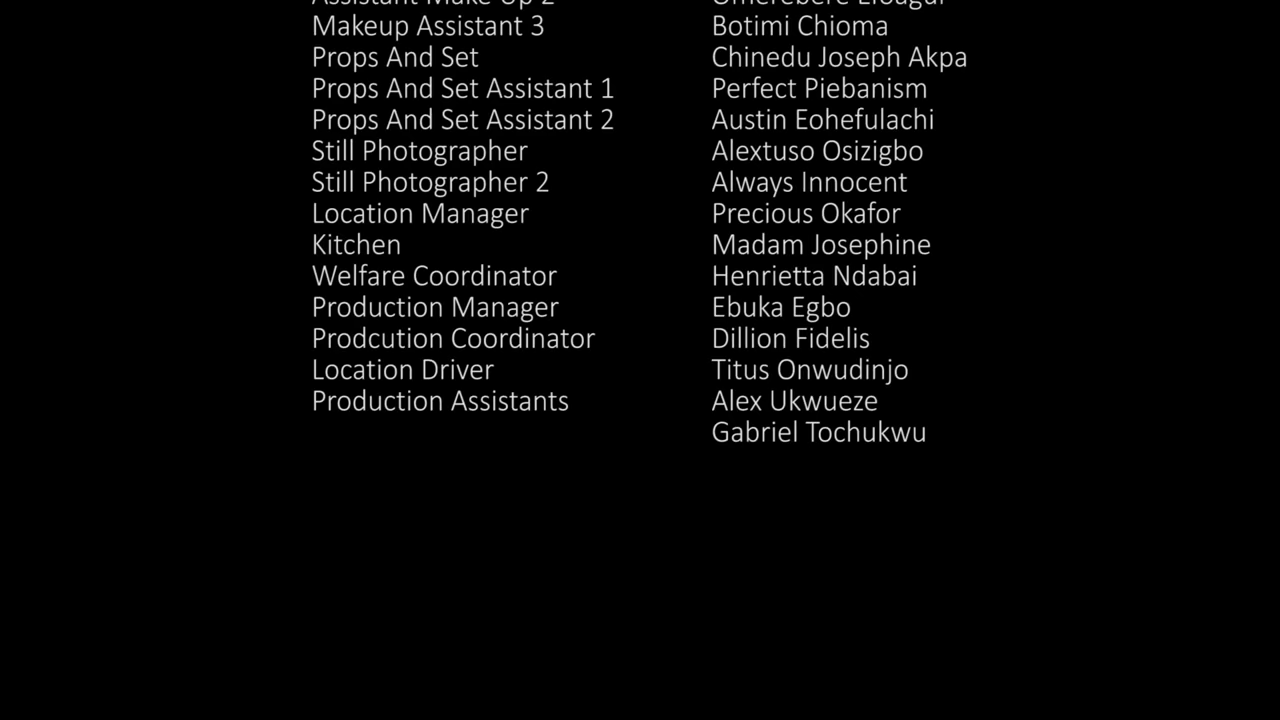 Assistant Make Up 2
Makeup Assistant 3 Botimi Chioma
Props And Set Chinedu Joseph Akpa
Props And Set Assistant 1 Perfect Piebanism
Props And Set Assistant 2 Austin Eohefulachi
Still Photographer Alextuso Osizigbo
Still Photographer 2 Always Innocent
Location Manager Precious Okafor
Kitchen Madam Josephine
Welfare Coordinator Henrietta Ndabai
Production Manager Ebuka Egbo
Prodcution Coordinator Dillion Fidelis
Location Driver Titus Onwudinjo
Production Assistants Alex Ukwueze
Gabriel Tochukwu